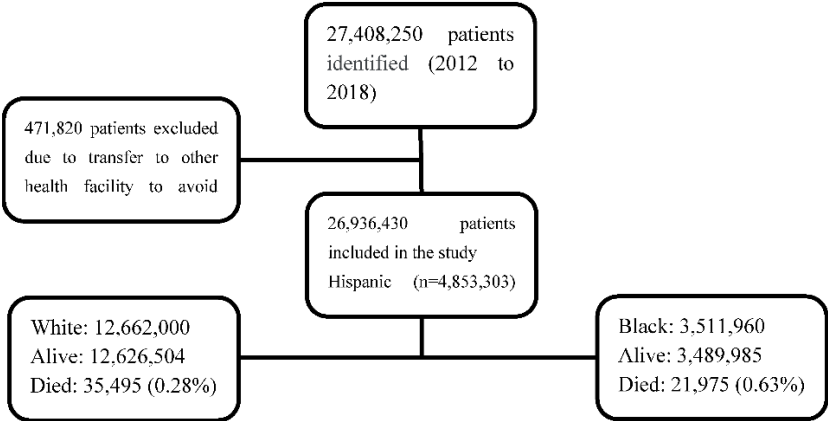 27,408,250 patients
identified (2012 to
2018)
471,820 patients excluded
due to transfer to other
health facility to avoid
26,936,430 patients
included in the study
Hispanic (n=4,853,303)
White: 12,662,000
Alive: 12,626,504
Died: 35,495 (0.28%)
Black: 3,511,960
Alive: 3,489,985
Died: 21,975 (0.63%)